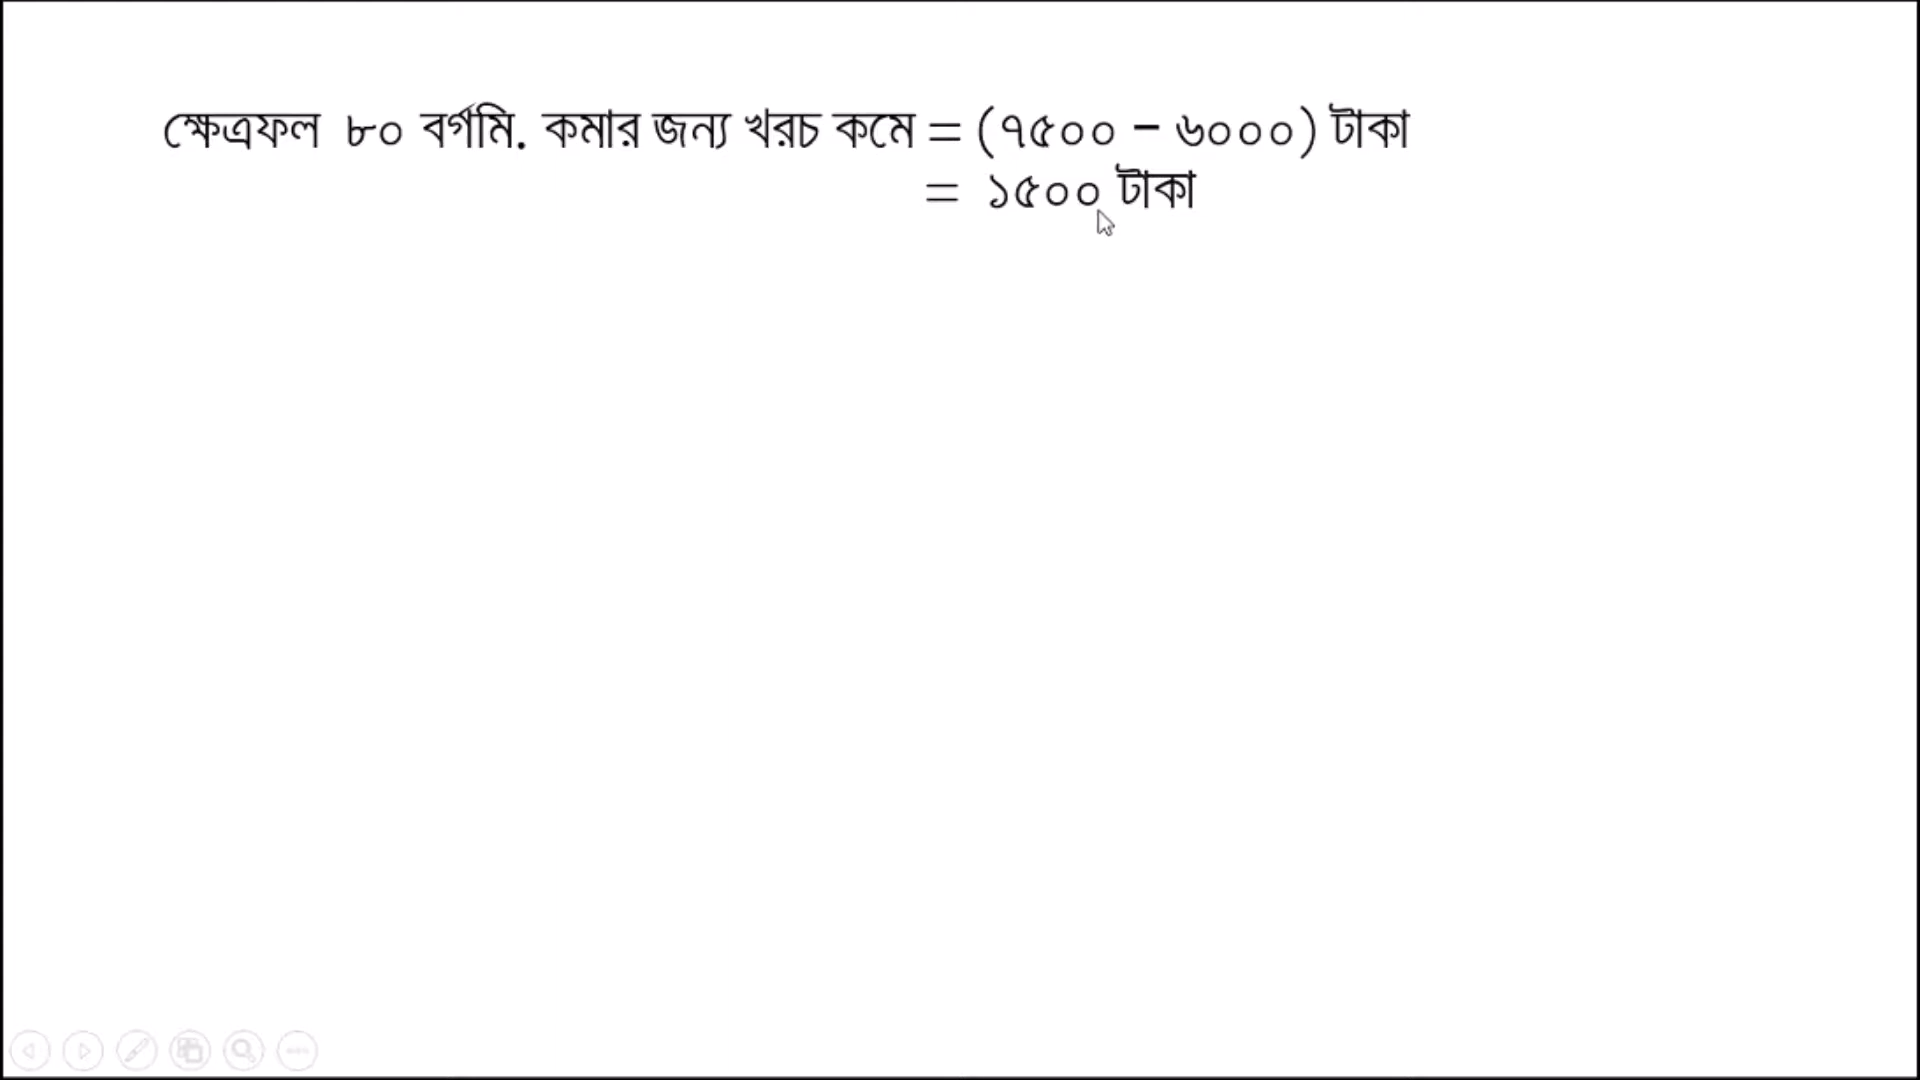 ক্ষেত্রফল ৮০ বর্গমি. কমার জন্য খরচ কমে = (৭৫০০ – ৬০০০) টাকা
= ১৫০০ টাকা